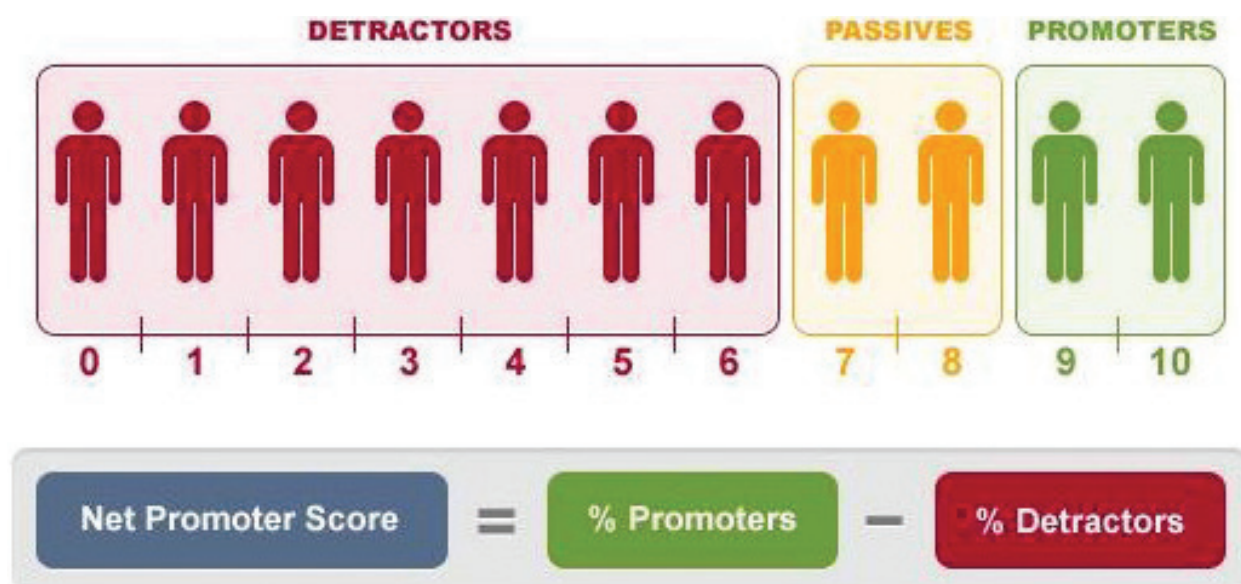 DETRACTORS PASSIVES PROMOTERS
0 1 2 3 4 5 6 7 8 9 10
Net Promoter Score = % Promoters – % Detractors